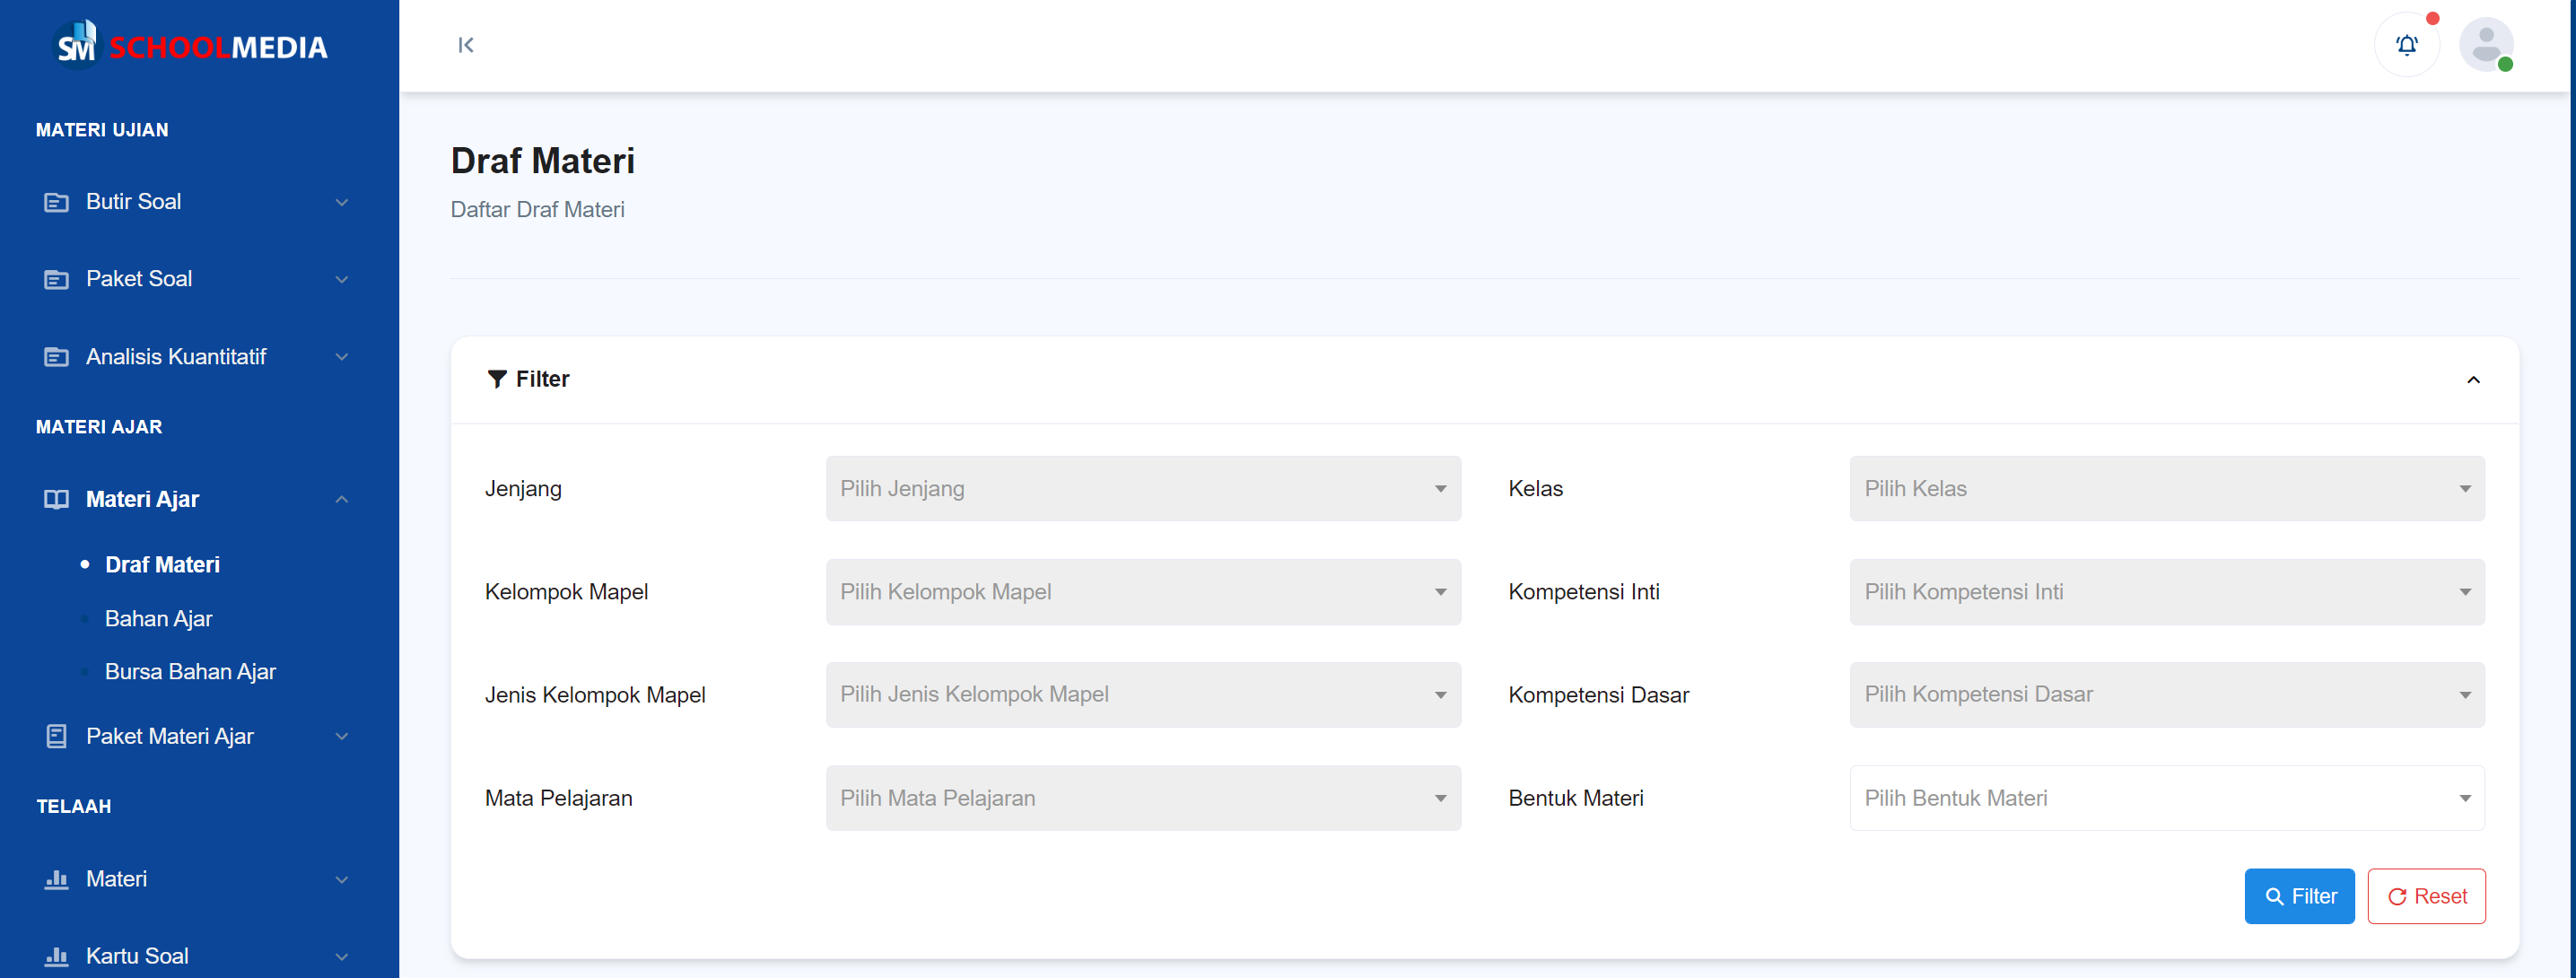 SM SCHOOLMEDIA
MATERI UJIAN
Butir Soal
Paket Soal
Analisis Kuantitatif
MATERI AJAR
Materi Ajar
Draf Materi
Bahan Ajar
Bursa Bahan Ajar
Paket Materi Ajar
TELAAH
Materi
Kartu Soal
Draf Materi
Daftar Draf Materi
Filter
Jenjang
Pilih Jenjang
Kelas
Pilih Kelas
Kelompok Mapel
Pilih Kelompok Mapel
Kompetensi Inti
Pilih Kompetensi Inti
Jenis Kelompok Mapel
Pilih Jenis Kelompok Mapel
Kompetensi Dasar
Pilih Kompetensi Dasar
Mata Pelajaran
Pilih Mata Pelajaran
Bentuk Materi
Pilih Bentuk Materi
Filter
Reset